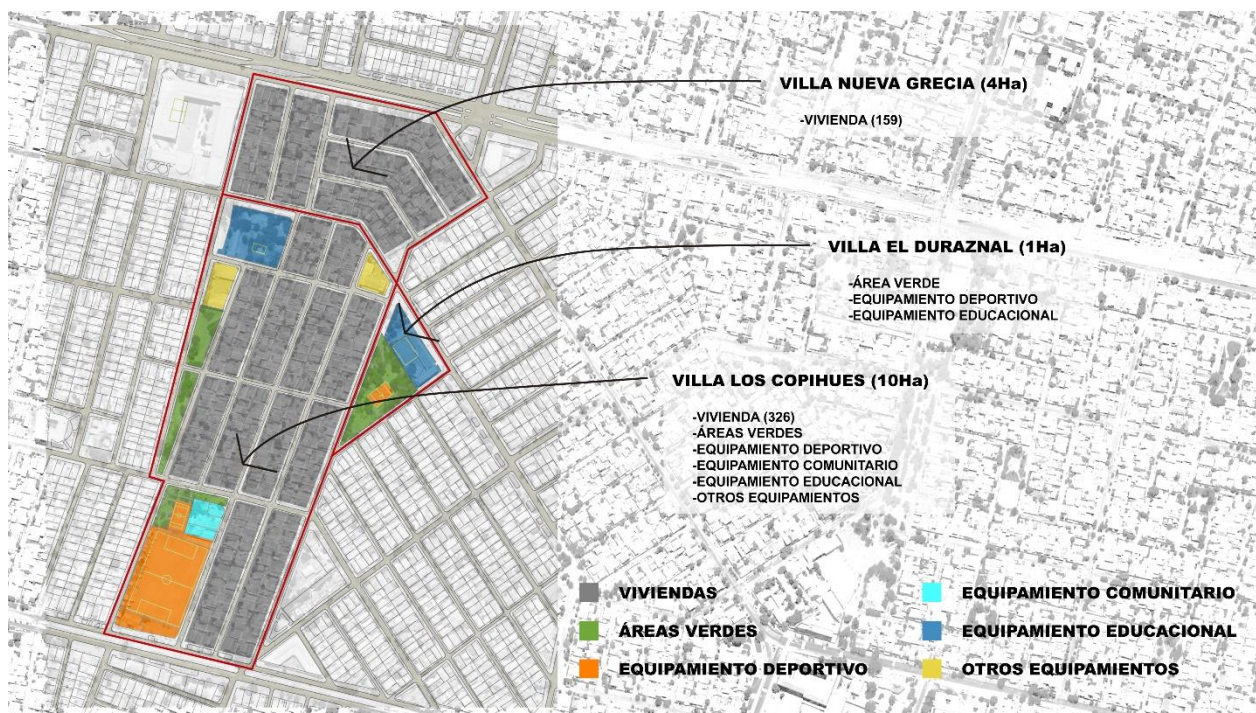 VILLA NUEVA GRECIA (4Ha)
-VIVIENDA (159)
VILLA EL DURAZNAL (1Ha)
-ÁREA VERDE
-EQUIPAMIENTO DEPORTIVO
-EQUIPAMIENTO EDUCACIONAL
VILLA LOS COPIHUES (10Ha)
-VIVIENDA (326)
-ÁREAS VERDES
-EQUIPAMIENTO DEPORTIVO
-EQUIPAMIENTO COMUNITARIO
-EQUIPAMIENTO EDUCACIONAL
-OTROS EQUIPAMIENTOS
VIVIENDAS
ÁREAS VERDES
EQUIPAMIENTO DEPORTIVO
EQUIPAMIENTO COMUNITARIO
EQUIPAMIENTO EDUCACIONAL
OTROS EQUIPAMIENTOS